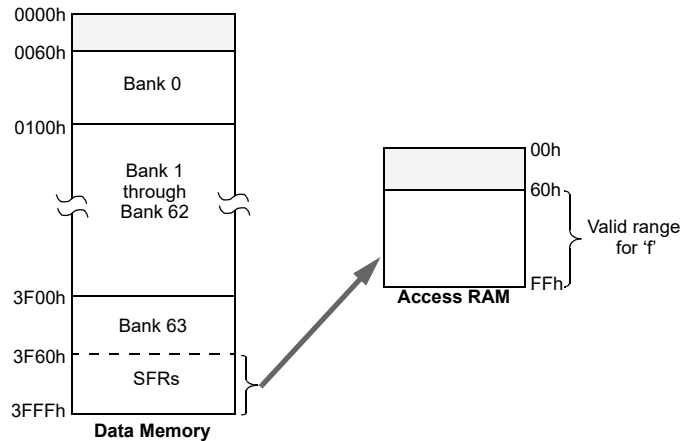 0000h
0060h
Bank 0
0100h
Bank 1
through
Bank 62
3F00h
Bank 63
3F60h
SFRs
3FFFh
Data Memory
00h
60h
Valid range
for ‘f’
FFh
Access RAM